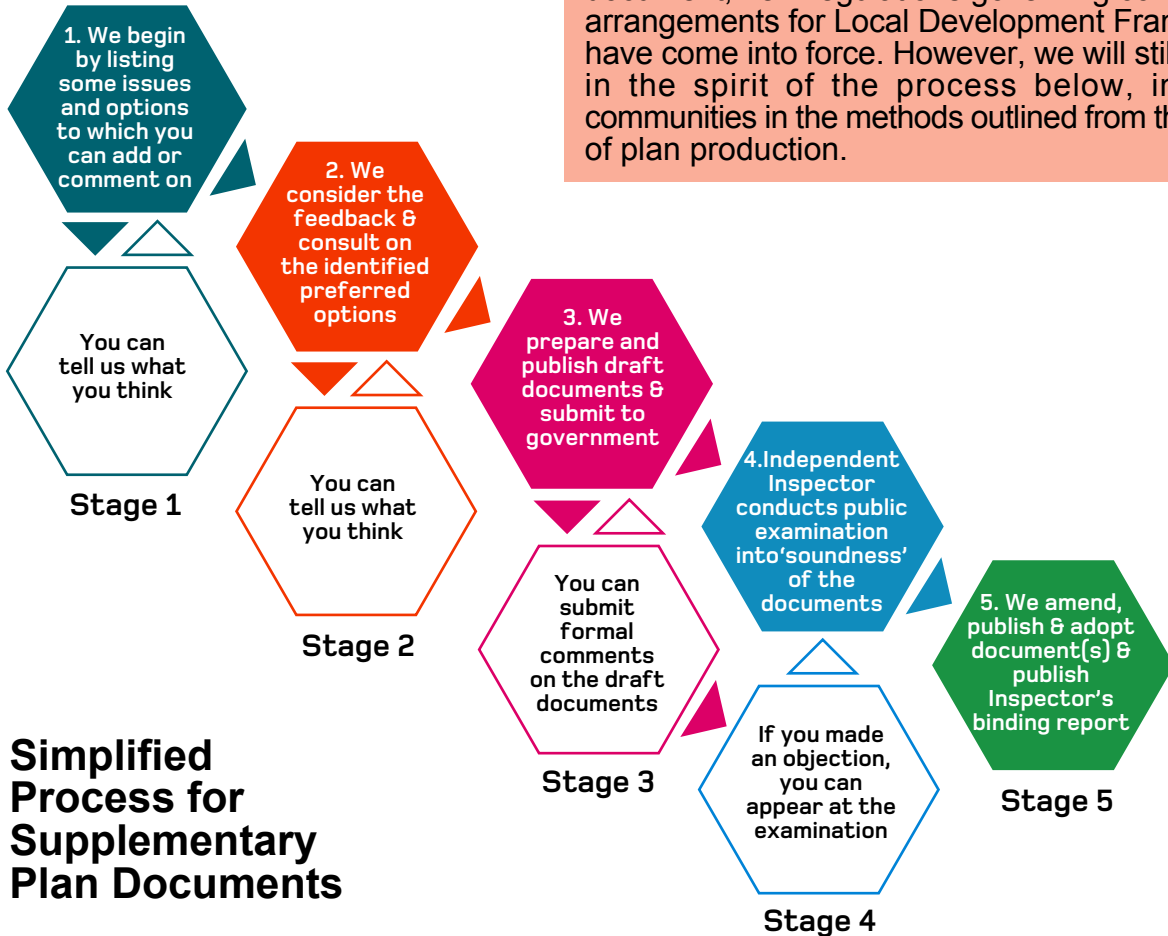 arrangements for Local Development
have come into force. However, we will
in the spirit of the process below,
communities in the methods outlined from
of plan production.
1. We begin
by listing
some issues
and options
to which you
can add or
comment on
You can
tell us what
you think
Stage 1
2. We
consider the
feedback &
consult on
the identified
preferred
options
You can
tell us what
you think
Stage 2
3. We
prepare and
publish draft
documents &
submit to
government
You can
submit
formal
comments
on the draft
documents
Stage 3
4.Independent
Inspector
conducts public
examination
into‘soundness’
of the
documents
If you made
an objection,
you can
appear at the
examination
Stage 4
5. We amend,
publish & adopt
document(s) &
publish
Inspector’s
binding report
Stage 5
Simplified
Process for
Supplementary
Plan Documents